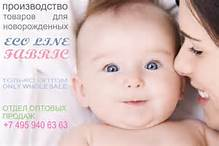 производство
товаров для
новорожденных
ECO LINE
FABRIC
только оптом
ONLY WHOLESALE
ОТДЕЛ ОПТОВЫХ
ПРОДАЖ:
+7 495 940 63 63